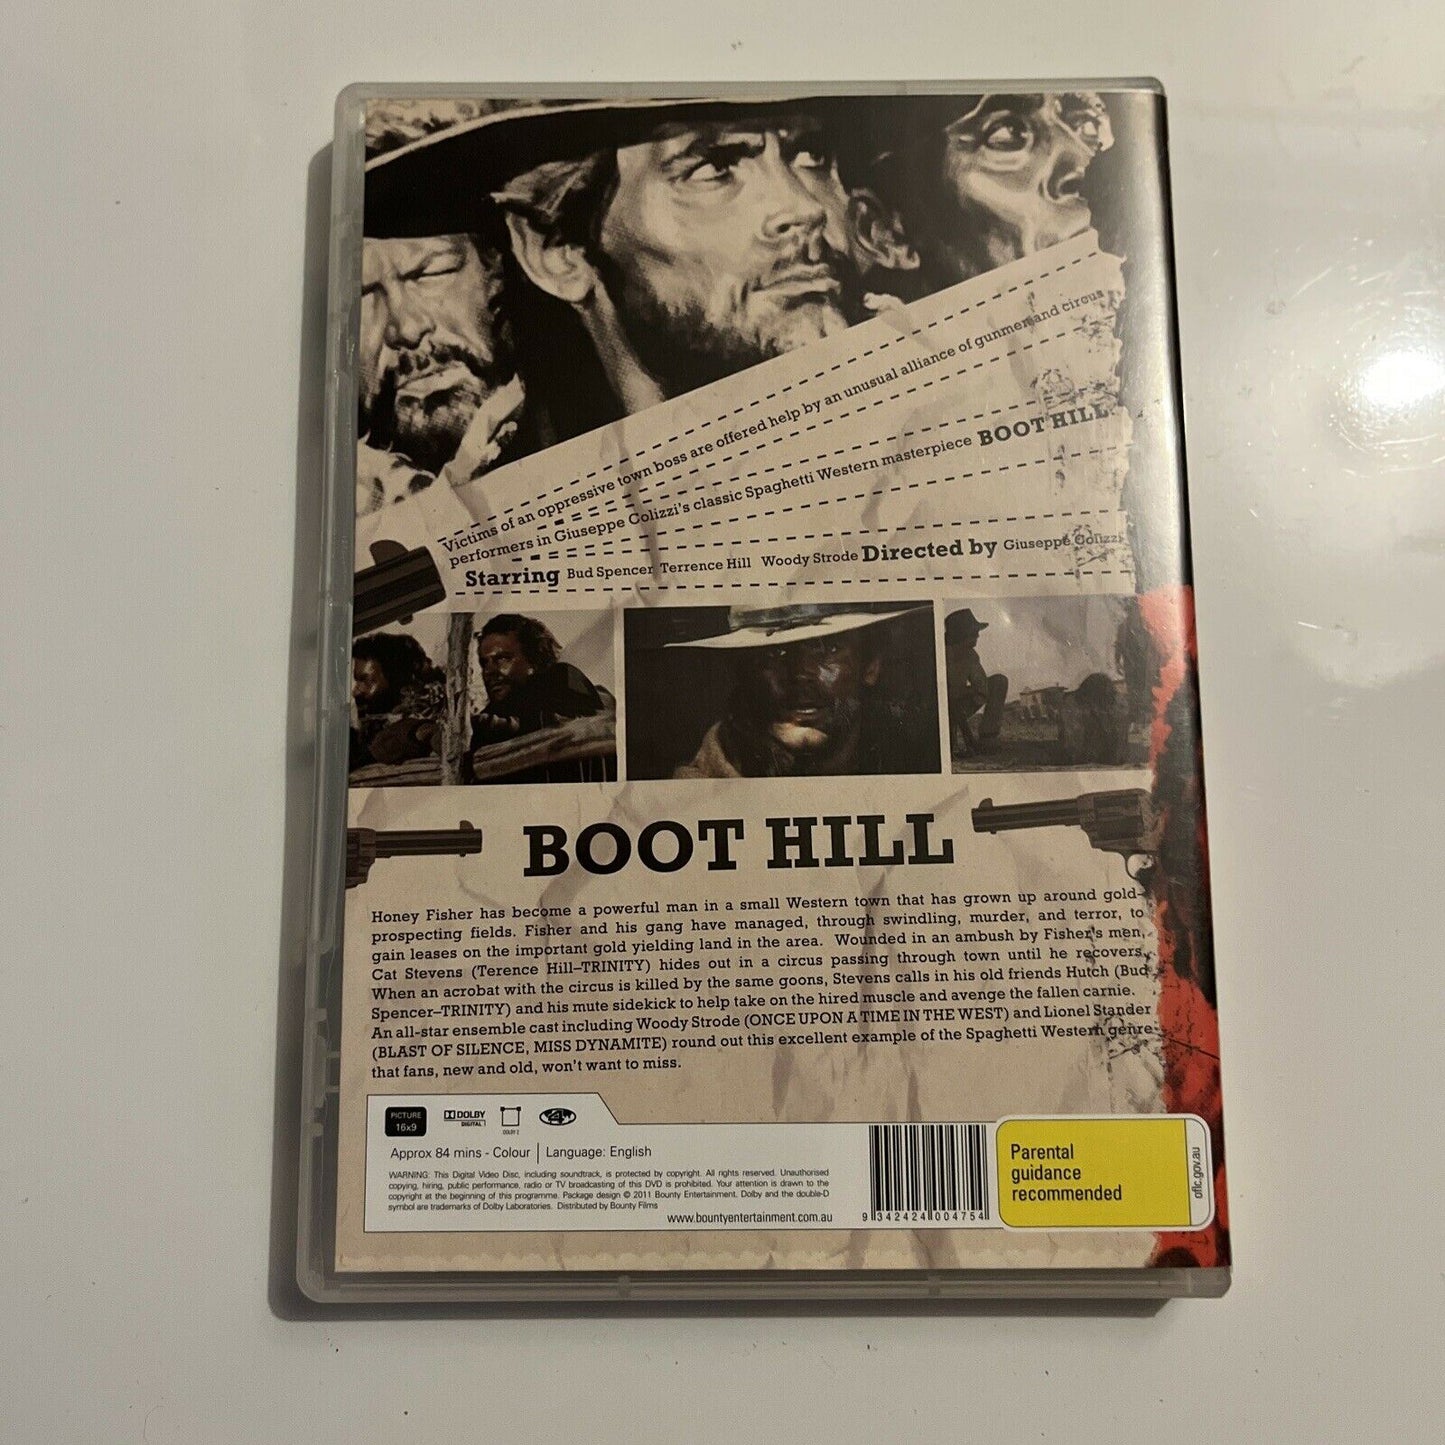 Victims of an oppressive town boss are offered help by an unusual alliance of gunmen and circus
performers in Giuseppe Colizzi's classic Spaghetti Western masterpiece BOOT HILL
Starring Bud Spencer Terrence Hill Woody Strode Directed by Giuseppe Colizzi
BOOT HILL
Honey Fisher has become a powerful man in a small Western town that has grown up around gold-
prospecting fields. Fisher and his gang have managed, through swindling, murder, and terror, to
gain leases on the important gold yielding land in the area. Wounded in an ambush by Fisher's men,
Cat Stevens (Terence Hill–TRINITY) hides out in a circus passing through town until he recovers.
When an acrobat with the circus is killed by the same goons, Stevens calls in his old friends Hutch (Bud
Spencer–TRINITY) and his mute sidekick to help take on the hired muscle and avenge the fallen carnie.
An all-star ensemble cast including Woody Strode (ONCE UPON A TIME IN THE WEST) and Lionel Stander
(BLAST OF SILENCE, MISS DYNAMITE) round out this excellent example of the Spaghetti Western genre
that fans, new and old, won't want to miss.
PICTURE
16x9
DOLBY
DIGITAL
DOLBY 2
4
Approx 84 mins - Colour | Language: English
WARNING: This Digital Video Disc, including soundtrack, is protected by copyright. All rights reserved. Unauthorised
copying, hiring, public performance, radio or TV broadcasting of this DVD is prohibited. Your attention is drawn to the
copyright at the beginning of this programme. Package design © 2011 Bounty Entertainment. Dolby and the double-D
symbol are trademarks of Dolby Laboratories. Distributed by Bounty Films
www.bountyentertainment.com.au
9 342424 004754
Parental
guidance
recommended
oflc.gov.au